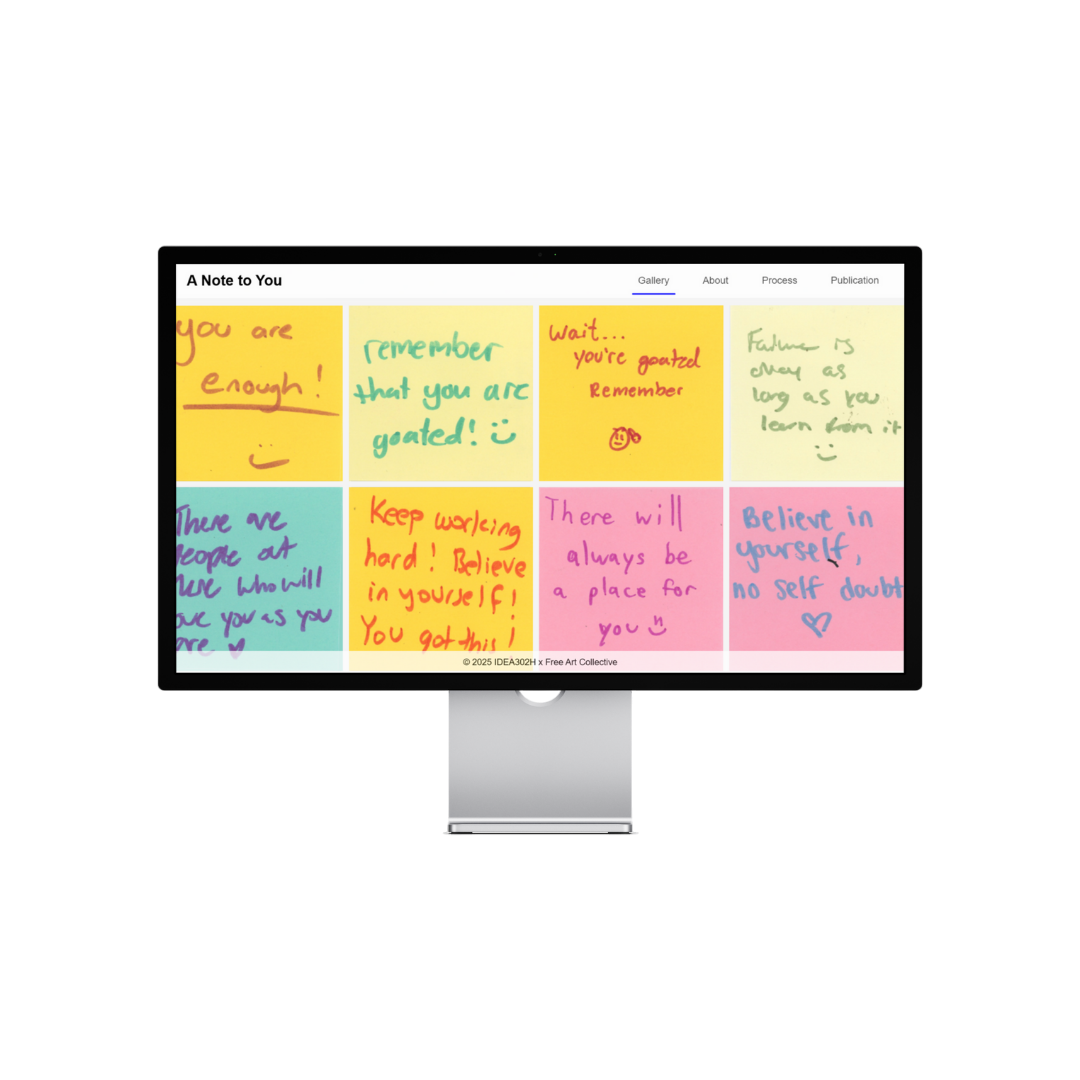 A Note to You
Gallery
About
Process
Publication
you are
enough!
remember
that you are
goated!
Wait...
you're goated
Remember
Failure is
okay as
long as you
learn from it
There are
people out
there who will
love you as you
are
Keep working
hard! Believe
in yourself!
You got this!
There will
always be
a place for
you
Believe in
yourself,
no self doubt
© 2025 IDEA302H x Free Art Collective